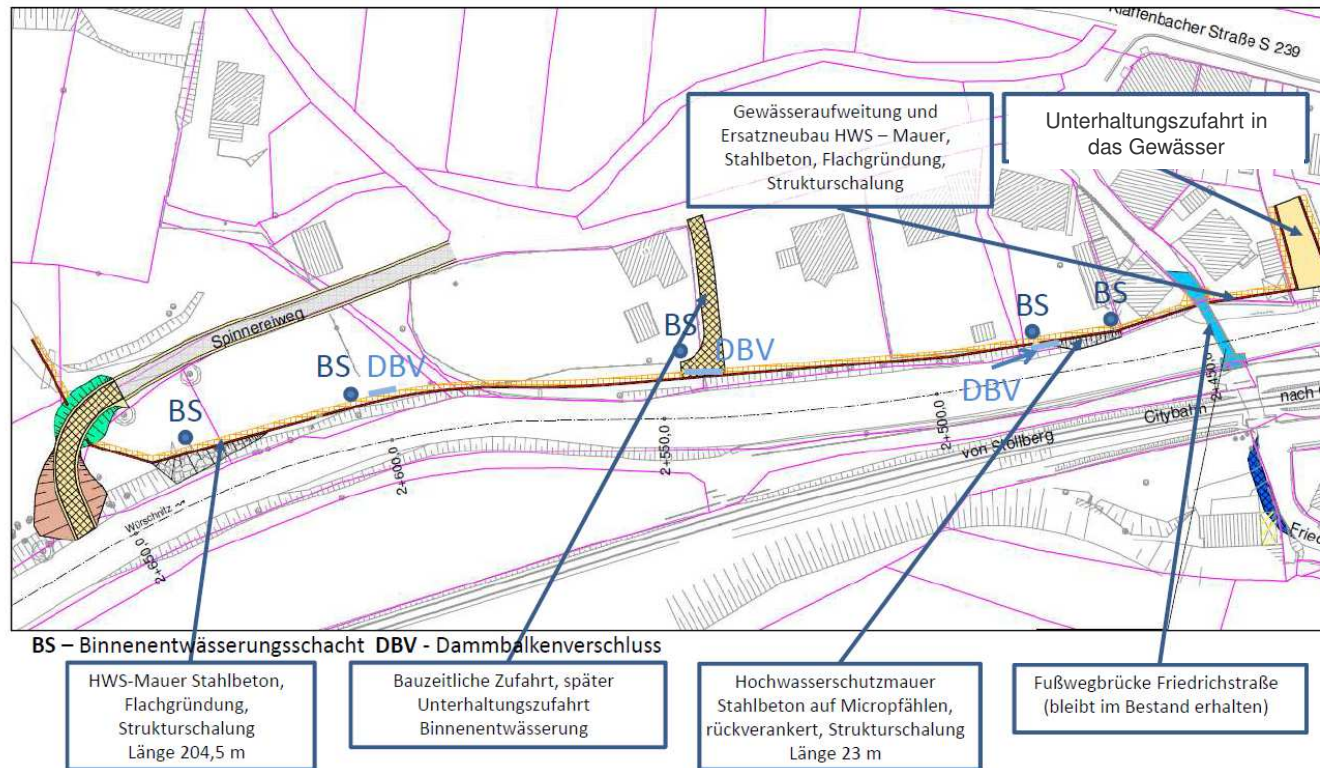 Klaffenbacher Straße S 239
Gewässeraufweitung und
Ersatzneubau HWS – Mauer,
Stahlbeton, Flachgründung,
Strukturschalung
Unterhaltungszufahrt in
das Gewässer
Spinnereiweg
BS
BS
DBV
BS
DBV
BS
BS
DBV
Würschnitz
2+650,0
2+600,0
2+550,0
2+500,0
2+450,0
von Stollberg
Citybahn
nach
Fried
BS – Binnenentwässerungsschacht DBV - Dammbalkenverschluss
HWS-Mauer Stahlbeton,
Flachgründung,
Strukturschalung
Länge 204,5 m
Bauzeitliche Zufahrt, später
Unterhaltungszufahrt
Binnenentwässerung
Hochwasserschutzmauer
Stahlbeton auf Micropfählen,
rückverankert, Strukturschalung
Länge 23 m
Fußwegbrücke Friedrichstraße
(bleibt im Bestand erhalten)